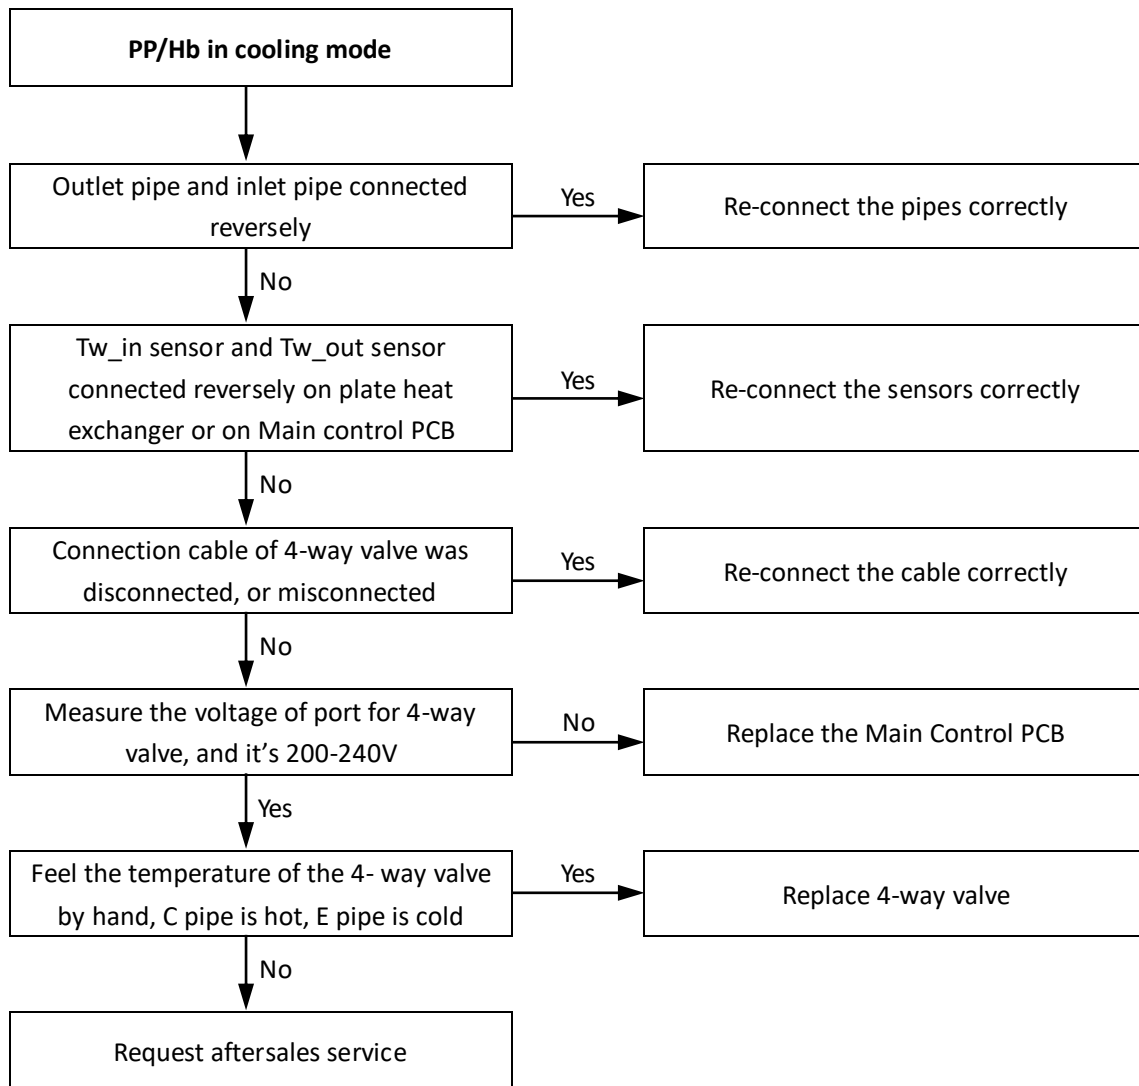 PP/Hb in cooling mode
Outlet pipe and inlet pipe connected
reversely
Yes
Re-connect the pipes correctly
No
Tw_in sensor and Tw_out sensor
connected reversely on plate heat
exchanger or on Main control PCB
Yes
Re-connect the sensors correctly
No
Connection cable of 4-way valve was
disconnected, or misconnected
Yes
Re-connect the cable correctly
No
Measure the voltage of port for 4-way
valve, and it’s 200-240V
No
Replace the Main Control PCB
Yes
Feel the temperature of the 4- way valve
by hand, C pipe is hot, E pipe is cold
Yes
Replace 4-way valve
No
Request aftersales service